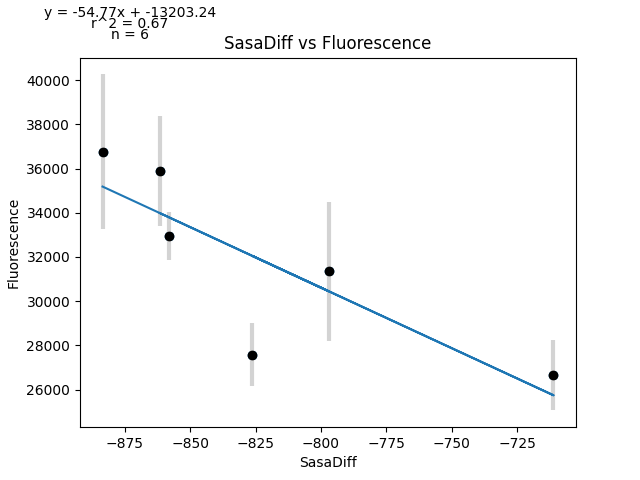 y = -54.77x + -13203.24
r^2 = 0.67
n = 6
SasaDiff vs Fluorescence
40000
38000
36000
34000
32000
30000
28000
26000
Fluorescence
−875
−850
−825
−800
−775
−750
−725
SasaDiff